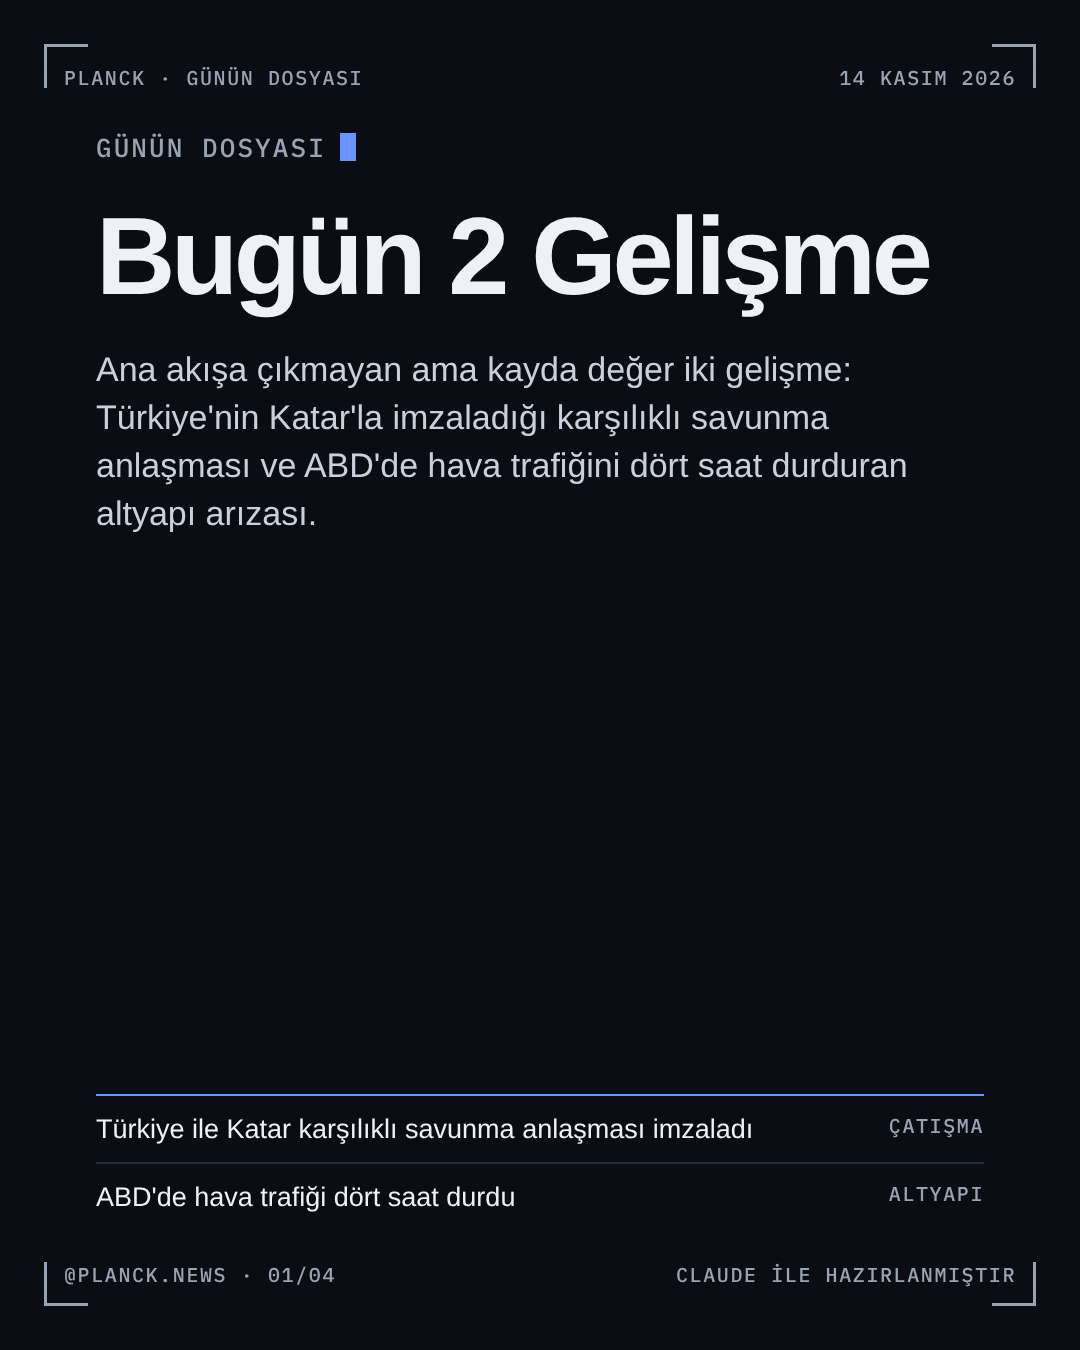 PLANCK · GÜNÜN DOSYASI
14 KASIM 2026
GÜNÜN DOSYASI
Bugün 2 Gelişme
Ana akışa çıkmayan ama kayda değer iki gelişme:
Türkiye'nin Katar'la imzaladığı karşılıklı savunma
anlaşması ve ABD'de hava trafiğini dört saat durduran
altyapı arızası.
Türkiye ile Katar karşılıklı savunma anlaşması imzaladı
ÇATIŞMA
ABD'de hava trafiği dört saat durdu
ALTYAPI
@PLANCK.NEWS · 01/04
CLAUDE İLE HAZIRLANMIŞTIR